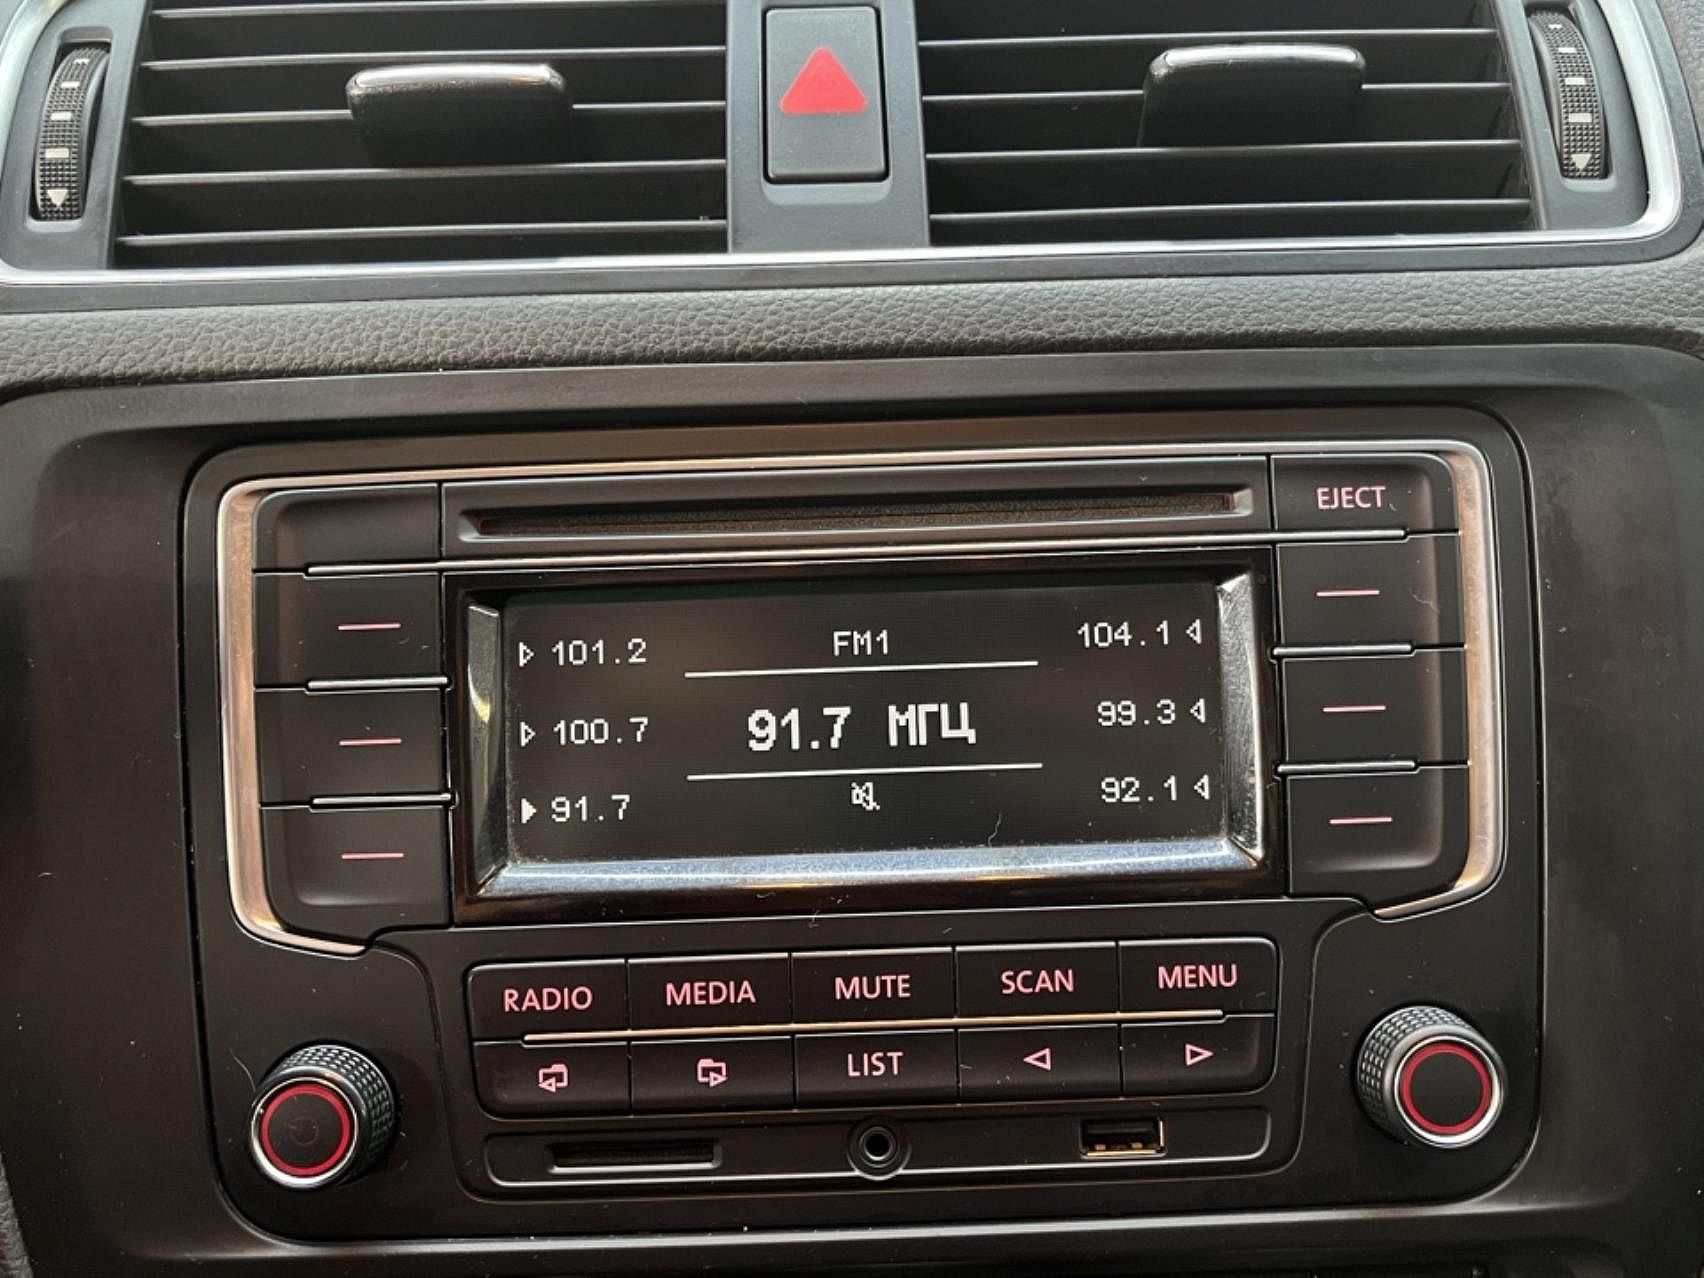 EJECT
101.2 FM1 104.1
100.7 91.7 МГЦ 99.3
91.7 92.1
RADIO MEDIA MUTE SCAN MENU
LIST